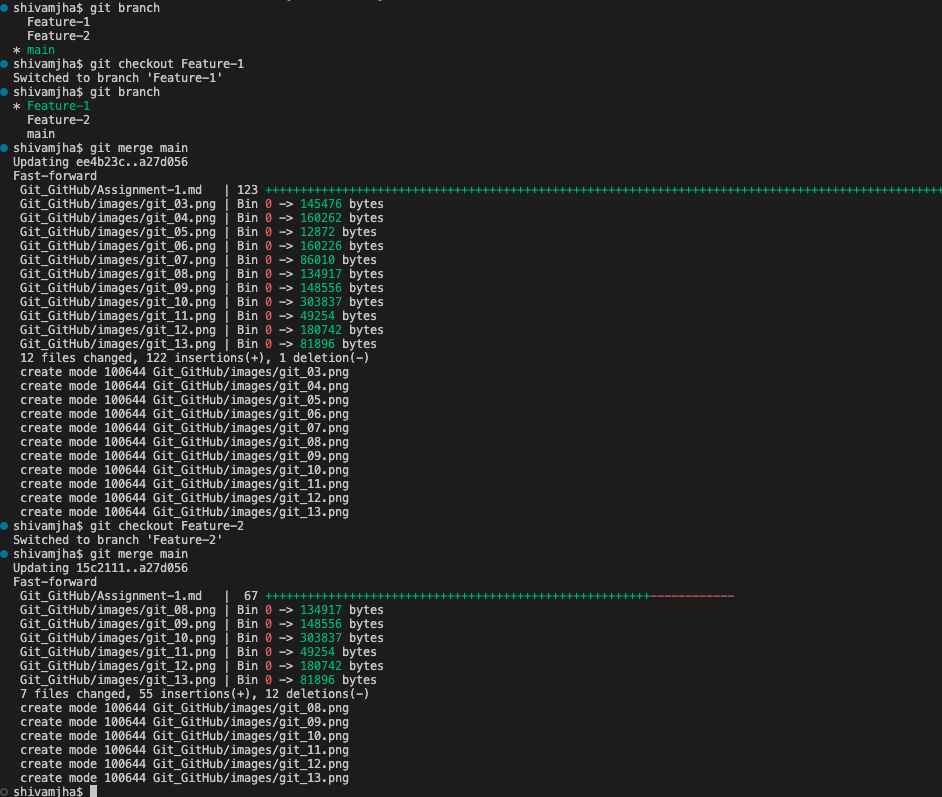 shivamjha$ git branch
Feature-1
Feature-2
* main
shivamjha$ git checkout Feature-1
Switched to branch 'Feature-1'
shivamjha$ git branch
* Feature-1
Feature-2
main
shivamjha$ git merge main
Updating ee4b23c..a27d056
Fast-forward
Git_GitHub/Assignment-1.md | 123 +++++++++++++++++++++++++++++++++++++++++++++++++++++++++++++++++++++++++++++++++++++++++++++++++
Git_GitHub/images/git_03.png | Bin 0 -> 145476 bytes
Git_GitHub/images/git_04.png | Bin 0 -> 160262 bytes
Git_GitHub/images/git_05.png | Bin 0 -> 12872 bytes
Git_GitHub/images/git_06.png | Bin 0 -> 160226 bytes
Git_GitHub/images/git_07.png | Bin 0 -> 86010 bytes
Git_GitHub/images/git_08.png | Bin 0 -> 134917 bytes
Git_GitHub/images/git_09.png | Bin 0 -> 148556 bytes
Git_GitHub/images/git_10.png | Bin 0 -> 303837 bytes
Git_GitHub/images/git_11.png | Bin 0 -> 49254 bytes
Git_GitHub/images/git_12.png | Bin 0 -> 180742 bytes
Git_GitHub/images/git_13.png | Bin 0 -> 81896 bytes
12 files changed, 122 insertions(+), 1 deletion(-)
create mode 100644 Git_GitHub/images/git_03.png
create mode 100644 Git_GitHub/images/git_04.png
create mode 100644 Git_GitHub/images/git_05.png
create mode 100644 Git_GitHub/images/git_06.png
create mode 100644 Git_GitHub/images/git_07.png
create mode 100644 Git_GitHub/images/git_08.png
create mode 100644 Git_GitHub/images/git_09.png
create mode 100644 Git_GitHub/images/git_10.png
create mode 100644 Git_GitHub/images/git_11.png
create mode 100644 Git_GitHub/images/git_12.png
create mode 100644 Git_GitHub/images/git_13.png
shivamjha$ git checkout Feature-2
Switched to branch 'Feature-2'
shivamjha$ git merge main
Updating 15c2111..a27d056
Fast-forward
Git_GitHub/Assignment-1.md | 67 +++++++++++++++++++++++++++++++++++++++++++++++++++++++------------
Git_GitHub/images/git_08.png | Bin 0 -> 134917 bytes
Git_GitHub/images/git_09.png | Bin 0 -> 148556 bytes
Git_GitHub/images/git_10.png | Bin 0 -> 303837 bytes
Git_GitHub/images/git_11.png | Bin 0 -> 49254 bytes
Git_GitHub/images/git_12.png | Bin 0 -> 180742 bytes
Git_GitHub/images/git_13.png | Bin 0 -> 81896 bytes
7 files changed, 55 insertions(+), 12 deletions(-)
create mode 100644 Git_GitHub/images/git_08.png
create mode 100644 Git_GitHub/images/git_09.png
create mode 100644 Git_GitHub/images/git_10.png
create mode 100644 Git_GitHub/images/git_11.png
create mode 100644 Git_GitHub/images/git_12.png
create mode 100644 Git_GitHub/images/git_13.png
shivamjha$